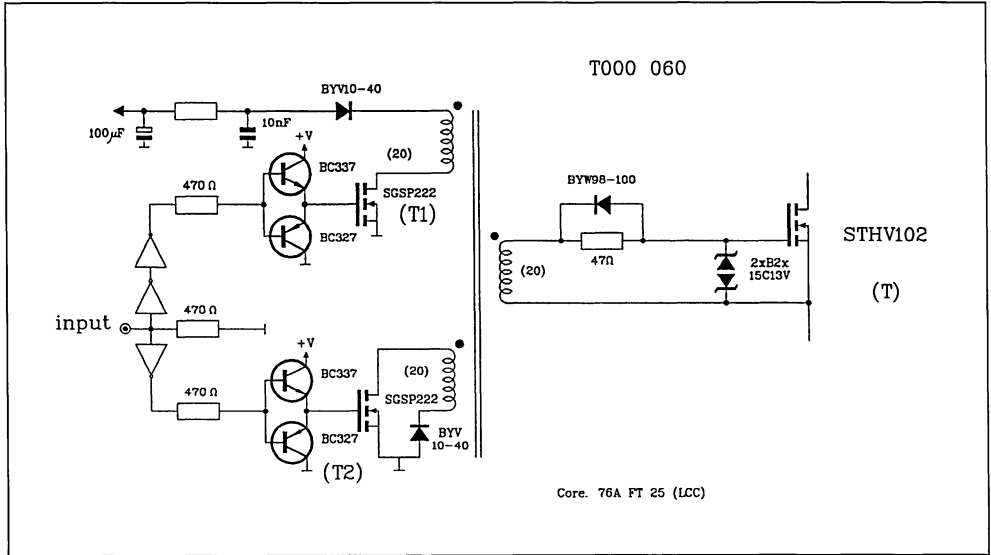 T000 060
BYV10-40
100μF
10nF
+V
BC337
(20)
470 Ω
SGSP222
(T1)
BC327
BYW98-100
47Ω
(20)
2xB2x
15C13V
STHV102
(T)
input
470 Ω
+V
BC337
(20)
SGSP222
470 Ω
BC327
BYV
10-40
(T2)
Core. 76A FT 25 (LCC)